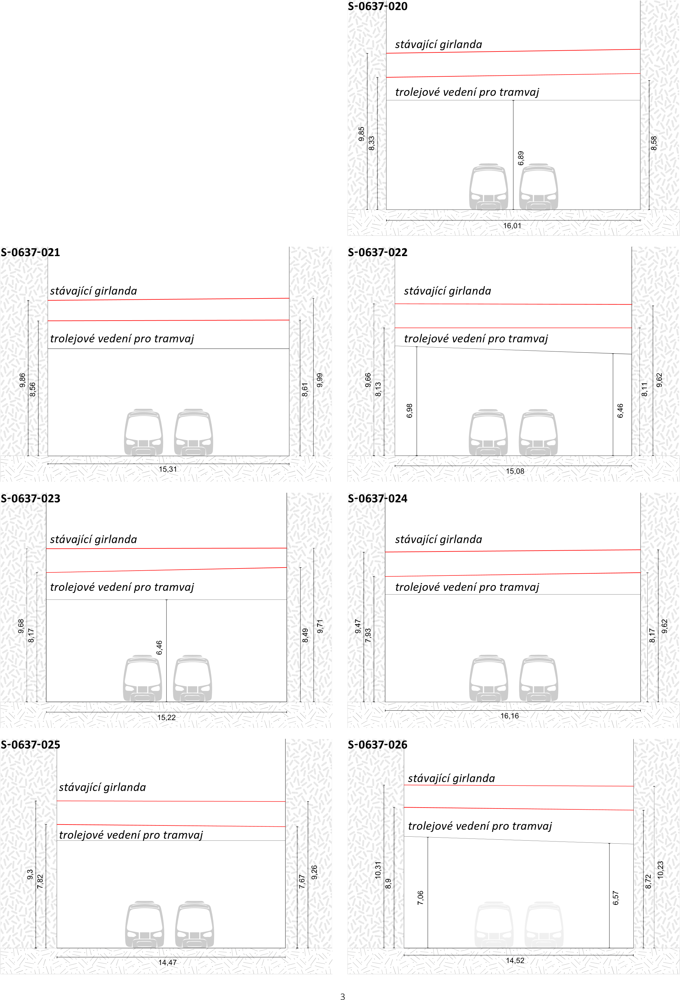 S-0637-020
stávající girlanda
trolejové vedení pro tramvaj
9,85
8,33
6,89
8,58
16,01
S-0637-021
stávající girlanda
trolejové vedení pro tramvaj
9,86
8,56
8,61
9,99
15,31
S-0637-022
stávající girlanda
trolejové vedení pro tramvaj
9,66
8,13
6,98
6,46
8,11
9,62
15,08
S-0637-023
stávající girlanda
trolejové vedení pro tramvaj
9,68
8,17
6,46
8,49
9,71
15,22
S-0637-024
stávající girlanda
trolejové vedení pro tramvaj
9,47
7,93
8,17
9,62
16,16
S-0637-025
stávající girlanda
trolejové vedení pro tramvaj
9,3
7,82
7,67
9,26
14,47
S-0637-026
stávající girlanda
trolejové vedení pro tramvaj
10,31
8,9
7,06
6,57
8,72
10,23
14,52
3